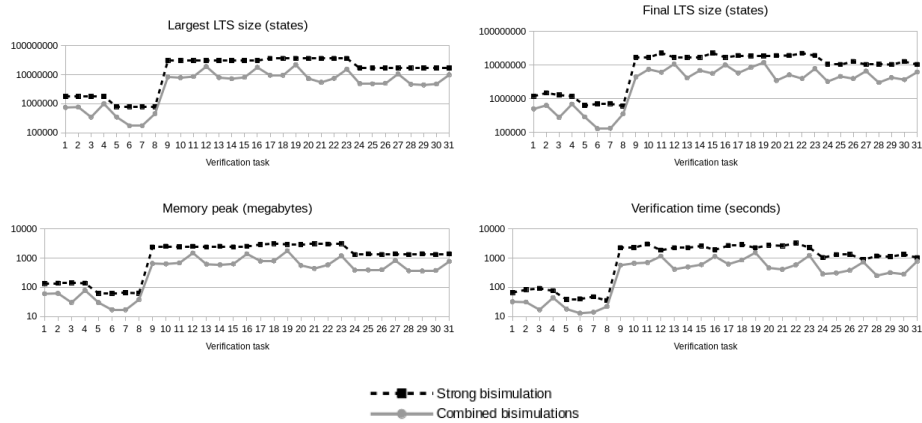 Largest LTS size (states)
100000000
10000000
1000000
100000
1 2 3 4 5 6 7 8 9 10 11 12 13 14 15 16 17 18 19 20 21 22 23 24 25 26 27 28 29 30 31
Verification task
Final LTS size (states)
100000000
10000000
1000000
100000
1 2 3 4 5 6 7 8 9 10 11 12 13 14 15 16 17 18 19 20 21 22 23 24 25 26 27 28 29 30 31
Verification task
Memory peak (megabytes)
10000
1000
100
10
1 2 3 4 5 6 7 8 9 10 11 12 13 14 15 16 17 18 19 20 21 22 23 24 25 26 27 28 29 30 31
Verification task
Verification time (seconds)
10000
1000
100
10
1 2 3 4 5 6 7 8 9 10 11 12 13 14 15 16 17 18 19 20 21 22 23 24 25 26 27 28 29 30 31
Verification task
Strong bisimulation
Combined bisimulations